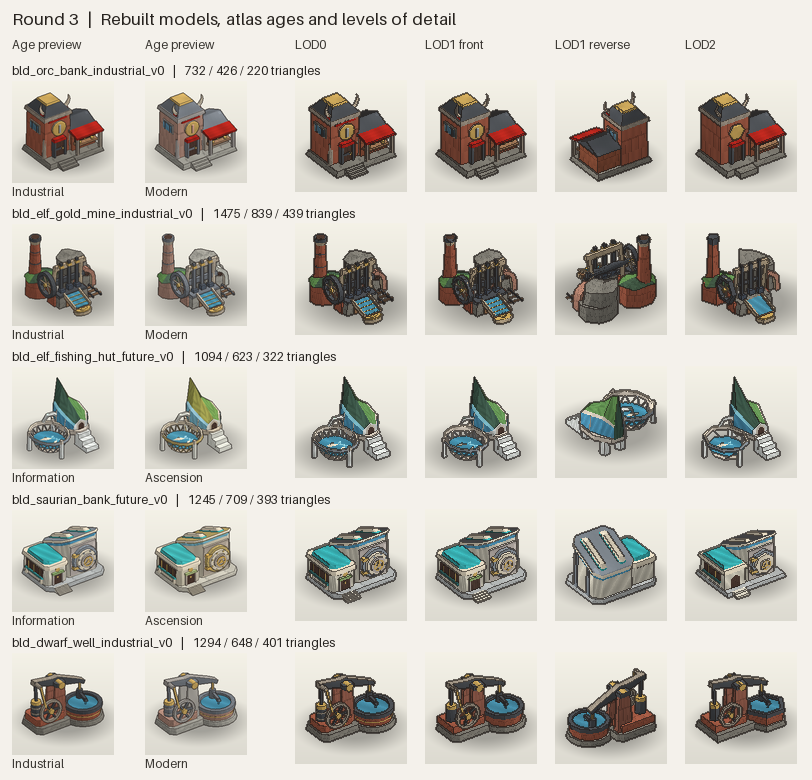 Round 3 | Rebuilt models, atlas ages and levels of detail
Age preview Age preview LOD0 LOD1 front LOD1 reverse LOD2
bld_orc_bank_industrial_v0 | 732 / 426 / 220 triangles
Industrial Modern
bld_elf_gold_mine_industrial_v0 | 1475 / 839 / 439 triangles
Industrial Modern
bld_elf_fishing_hut_future_v0 | 1094 / 623 / 322 triangles
Information Ascension
bld_saurian_bank_future_v0 | 1245 / 709 / 393 triangles
Information Ascension
bld_dwarf_well_industrial_v0 | 1294 / 648 / 401 triangles
Industrial Modern